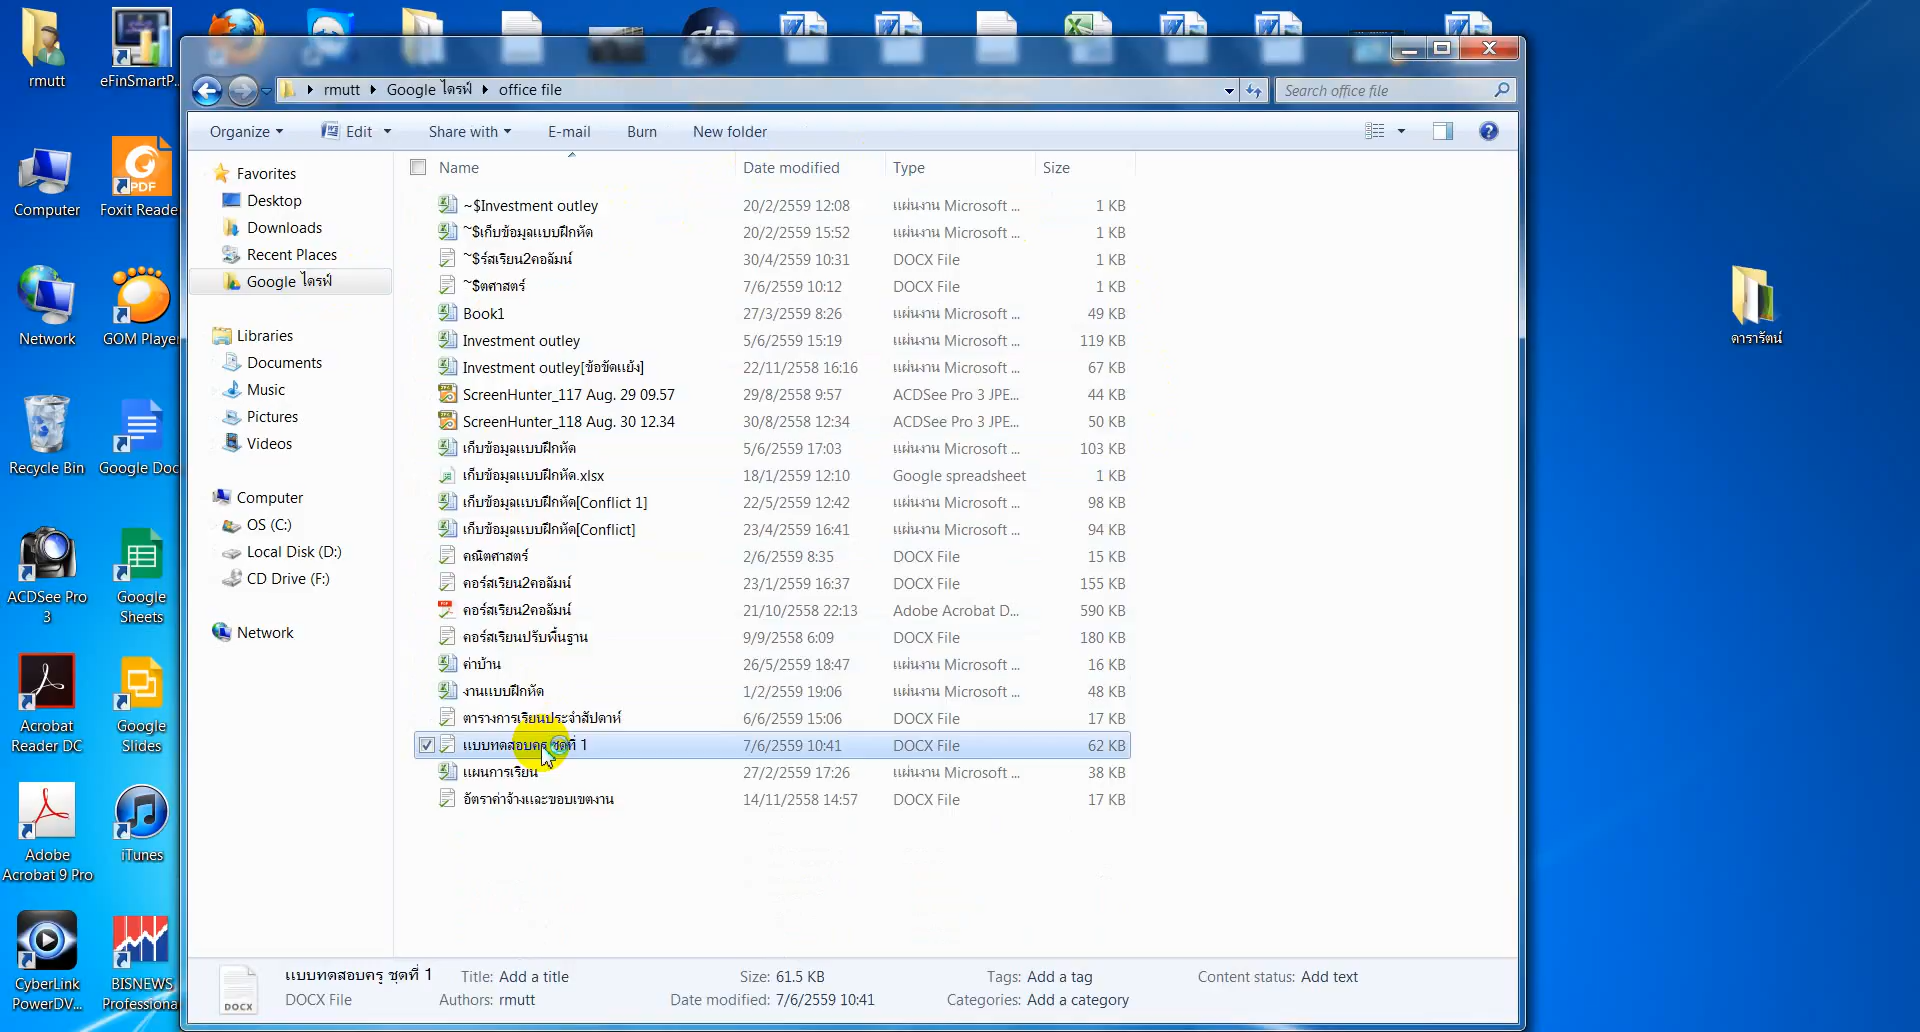 rmutt
eFinSmartP...
rmutt Google ไดรฟ์ office file
Search office file
Organize Edit Share with E-mail Burn New folder
Name Date modified Type Size
Favorites
Desktop
Downloads
Recent Places
Google ไดรฟ์
Libraries
Documents
Music
Pictures
Videos
Computer
OS (C:)
Local Disk (D:)
CD Drive (F:)
Network
~$Investment outley 20/2/2559 12:08 แผ่นงาน Microsoft ... 1 KB
~$เก็บข้อมูลแบบฝึกหัด 20/2/2559 15:52 แผ่นงาน Microsoft ... 1 KB
~$ร์สเรียน2คอลัมน์ 30/4/2559 10:31 DOCX File 1 KB
~$ตศาสตร์ 7/6/2559 10:12 DOCX File 1 KB
Book1 27/3/2559 8:26 แผ่นงาน Microsoft ... 49 KB
Investment outley 5/6/2559 15:19 แผ่นงาน Microsoft ... 119 KB
Investment outley[ข้อขัดแย้ง] 22/11/2558 16:16 แผ่นงาน Microsoft ... 67 KB
ScreenHunter_117 Aug. 29 09.57 29/8/2558 9:57 ACDSee Pro 3 JPE... 44 KB
ScreenHunter_118 Aug. 30 12.34 30/8/2558 12:34 ACDSee Pro 3 JPE... 50 KB
เก็บข้อมูลแบบฝึกหัด 5/6/2559 17:03 แผ่นงาน Microsoft ... 103 KB
เก็บข้อมูลแบบฝึกหัด.xlsx 18/1/2559 12:10 Google spreadsheet 1 KB
เก็บข้อมูลแบบฝึกหัด[Conflict 1] 22/5/2559 12:42 แผ่นงาน Microsoft ... 98 KB
เก็บข้อมูลแบบฝึกหัด[Conflict] 23/4/2559 16:41 แผ่นงาน Microsoft ... 94 KB
คณิตศาสตร์ 2/6/2559 8:35 DOCX File 15 KB
คอร์สเรียน2คอลัมน์ 23/1/2559 16:37 DOCX File 155 KB
คอร์สเรียน2คอลัมน์ 21/10/2558 22:13 Adobe Acrobat D... 590 KB
คอร์สเรียนปรับพื้นฐาน 9/9/2558 6:09 DOCX File 180 KB
ค่าบ้าน 26/5/2559 18:47 แผ่นงาน Microsoft ... 16 KB
งานแบบฝึกหัด 1/2/2559 19:06 แผ่นงาน Microsoft ... 48 KB
ตารางการเรียนประจำสัปดาห์ 6/6/2559 15:06 DOCX File 17 KB
แบบทดสอบครู ชุดที่ 1 7/6/2559 10:41 DOCX File 62 KB
แผนการเรียน 27/2/2559 17:26 แผ่นงาน Microsoft ... 38 KB
อัตราค่าจ้างและขอบเขตงาน 14/11/2558 14:57 DOCX File 17 KB
แบบทดสอบครู ชุดที่ 1 Title: Add a title Size: 61.5 KB Tags: Add a tag Content status: Add text
DOCX File Authors: rmutt Date modified: 7/6/2559 10:41 Categories: Add a category
DOCX
Computer
Foxit Reade
PDF
Network
GOM Player
Recycle Bin
Google Doc
ACDSee Pro
3
Google
Sheets
Acrobat
Reader DC
Google
Slides
Adobe
Acrobat 9 Pro
iTunes
CyberLink
PowerDV...
BISNEWS
Professiona
ดารารัตน์